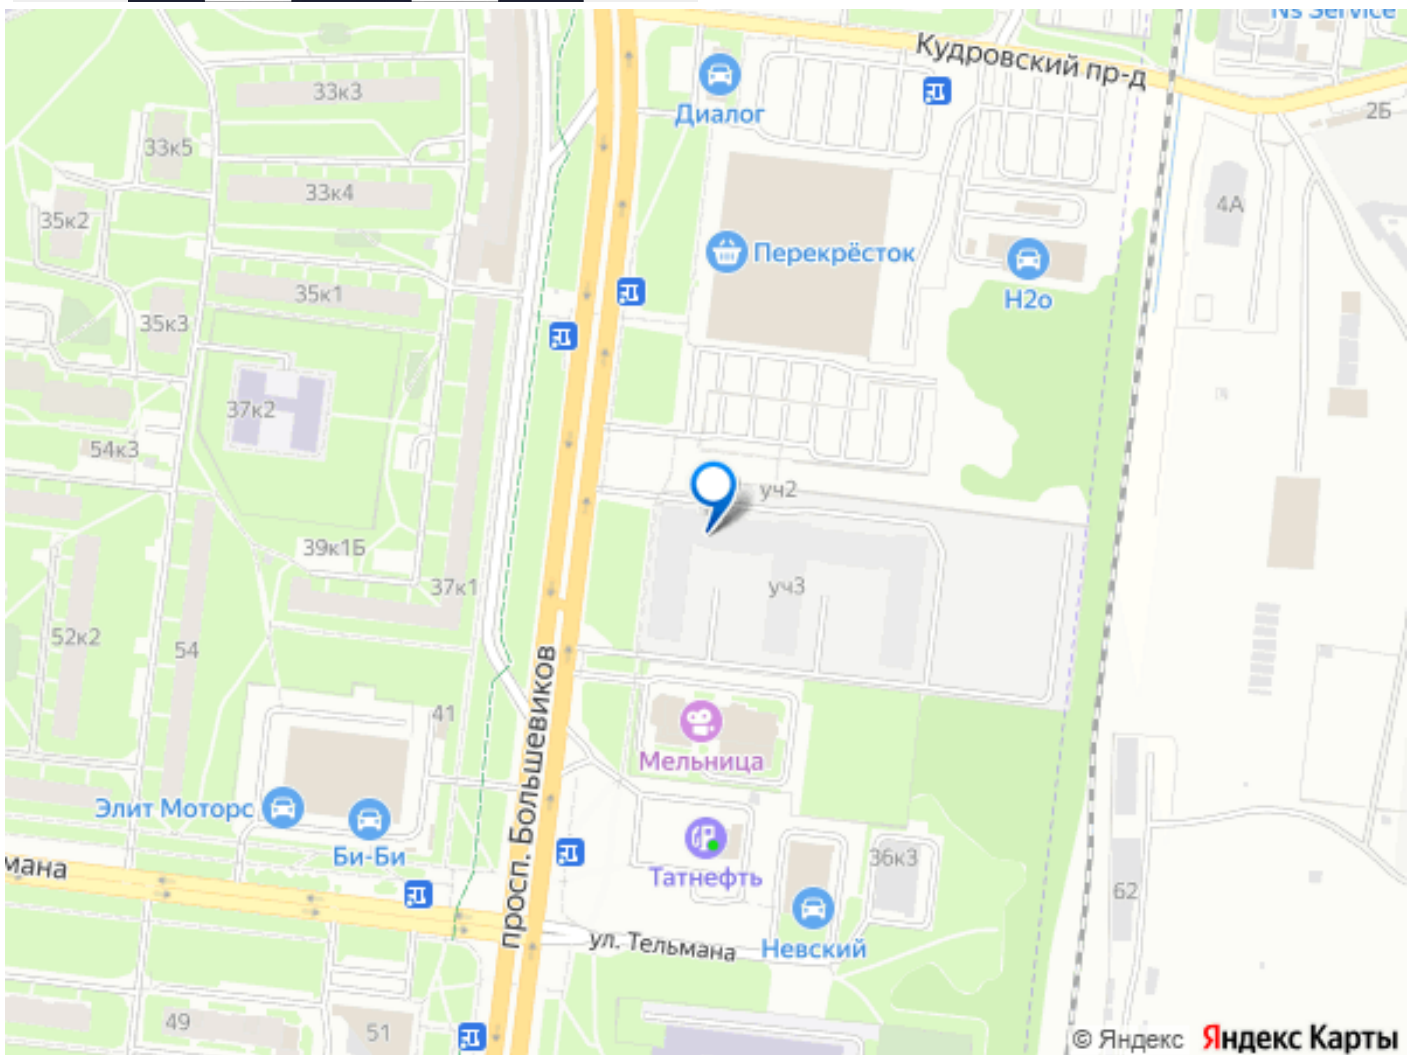 Ns Service
Кудровский пр-д
33к3
Диалог
2Б
33к5
33к4
4А
35к2
Перекрёсток
35к1
Н2о
35к3
37к2
54к3
уч2
39к1Б
37к1
уч3
52к2
54
просп. Большевиков
41
Мельница
Элит Моторс
Би-Би
мана
Татнефть
36к3
62
ул. Тельмана
Невский
49
51
© Яндекс Яндекс Карты